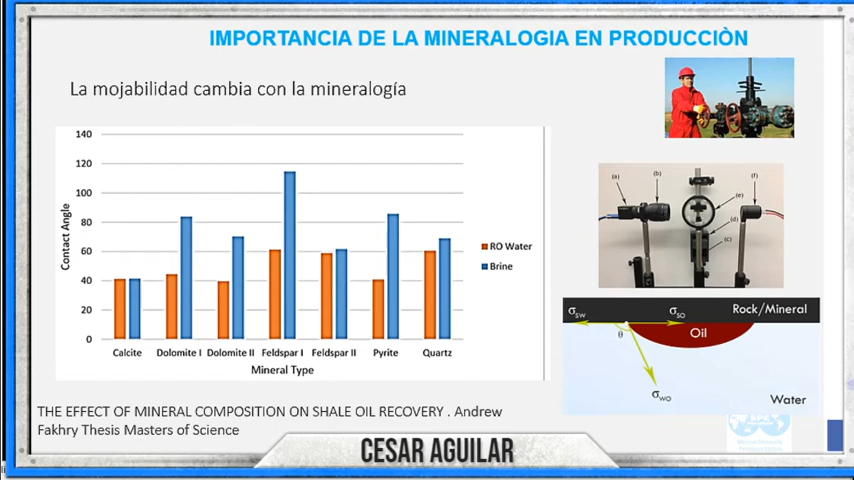 IMPORTANCIA DE LA MINERALOGIA EN PRODUCCIÒN
La mojabilidad cambia con la mineralogía
140
120
100
80
60
40
20
0
Contact Angle
Calcite
Dolomite I
Dolomite II
Feldspar I
Feldspar II
Pyrite
Quartz
Mineral Type
RO Water
Brine
(a)
(b)
(f)
(e)
(d)
(c)
σSW
σSO
Rock/Mineral
Oil
θ
σWO
Water
THE EFFECT OF MINERAL COMPOSITION ON SHALE OIL RECOVERY . Andrew
Fakhry Thesis Masters of Science
CESAR AGUILAR